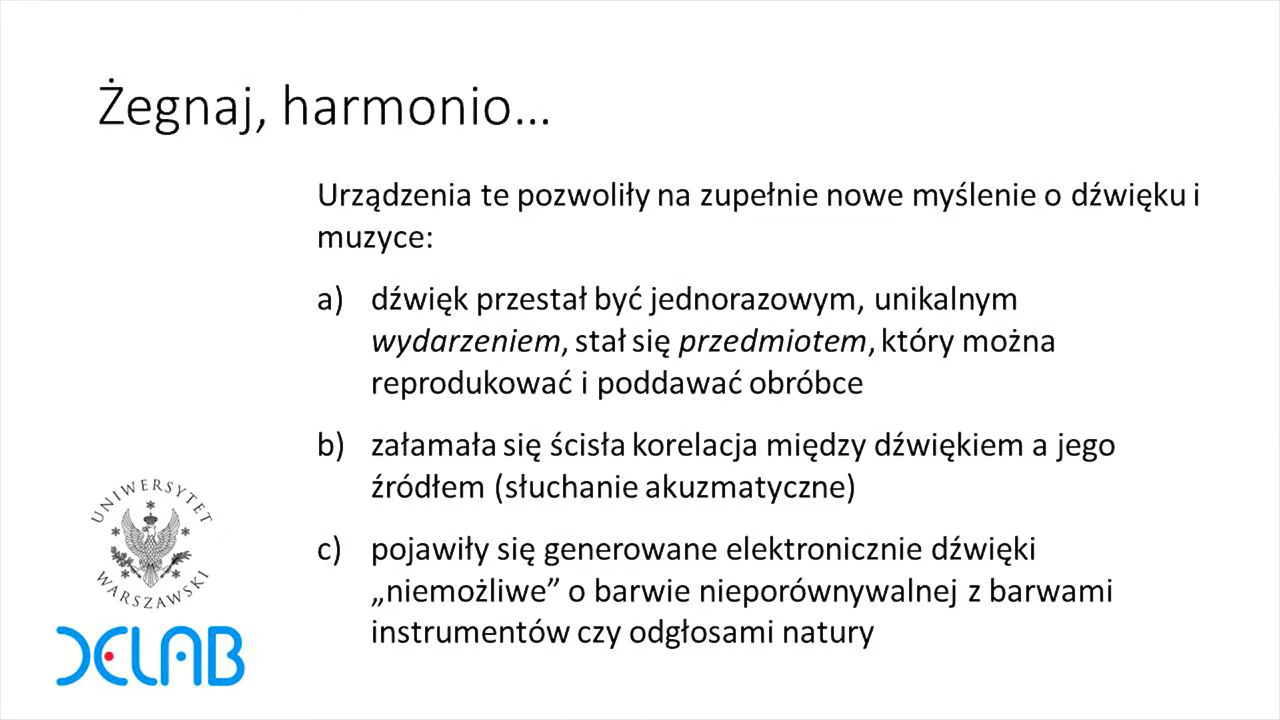 Żegnaj, harmonio…
Urządzenia te pozwoliły na zupełnie nowe myślenie o dźwięku i
muzyce:
a) dźwięk przestał być jednorazowym, unikalnym
wydarzeniem, stał się przedmiotem, który można
reprodukować i poddawać obróbce
b) załamała się ścisła korelacja między dźwiękiem a jego
źródłem (słuchanie akuzmatyczne)
c) pojawiły się generowane elektronicznie dźwięki
„niemożliwe” o barwie nieporównywalnej z barwami
instrumentów czy odgłosami natury
UNIWERSYTET
WARSZAWSKI
DELAB